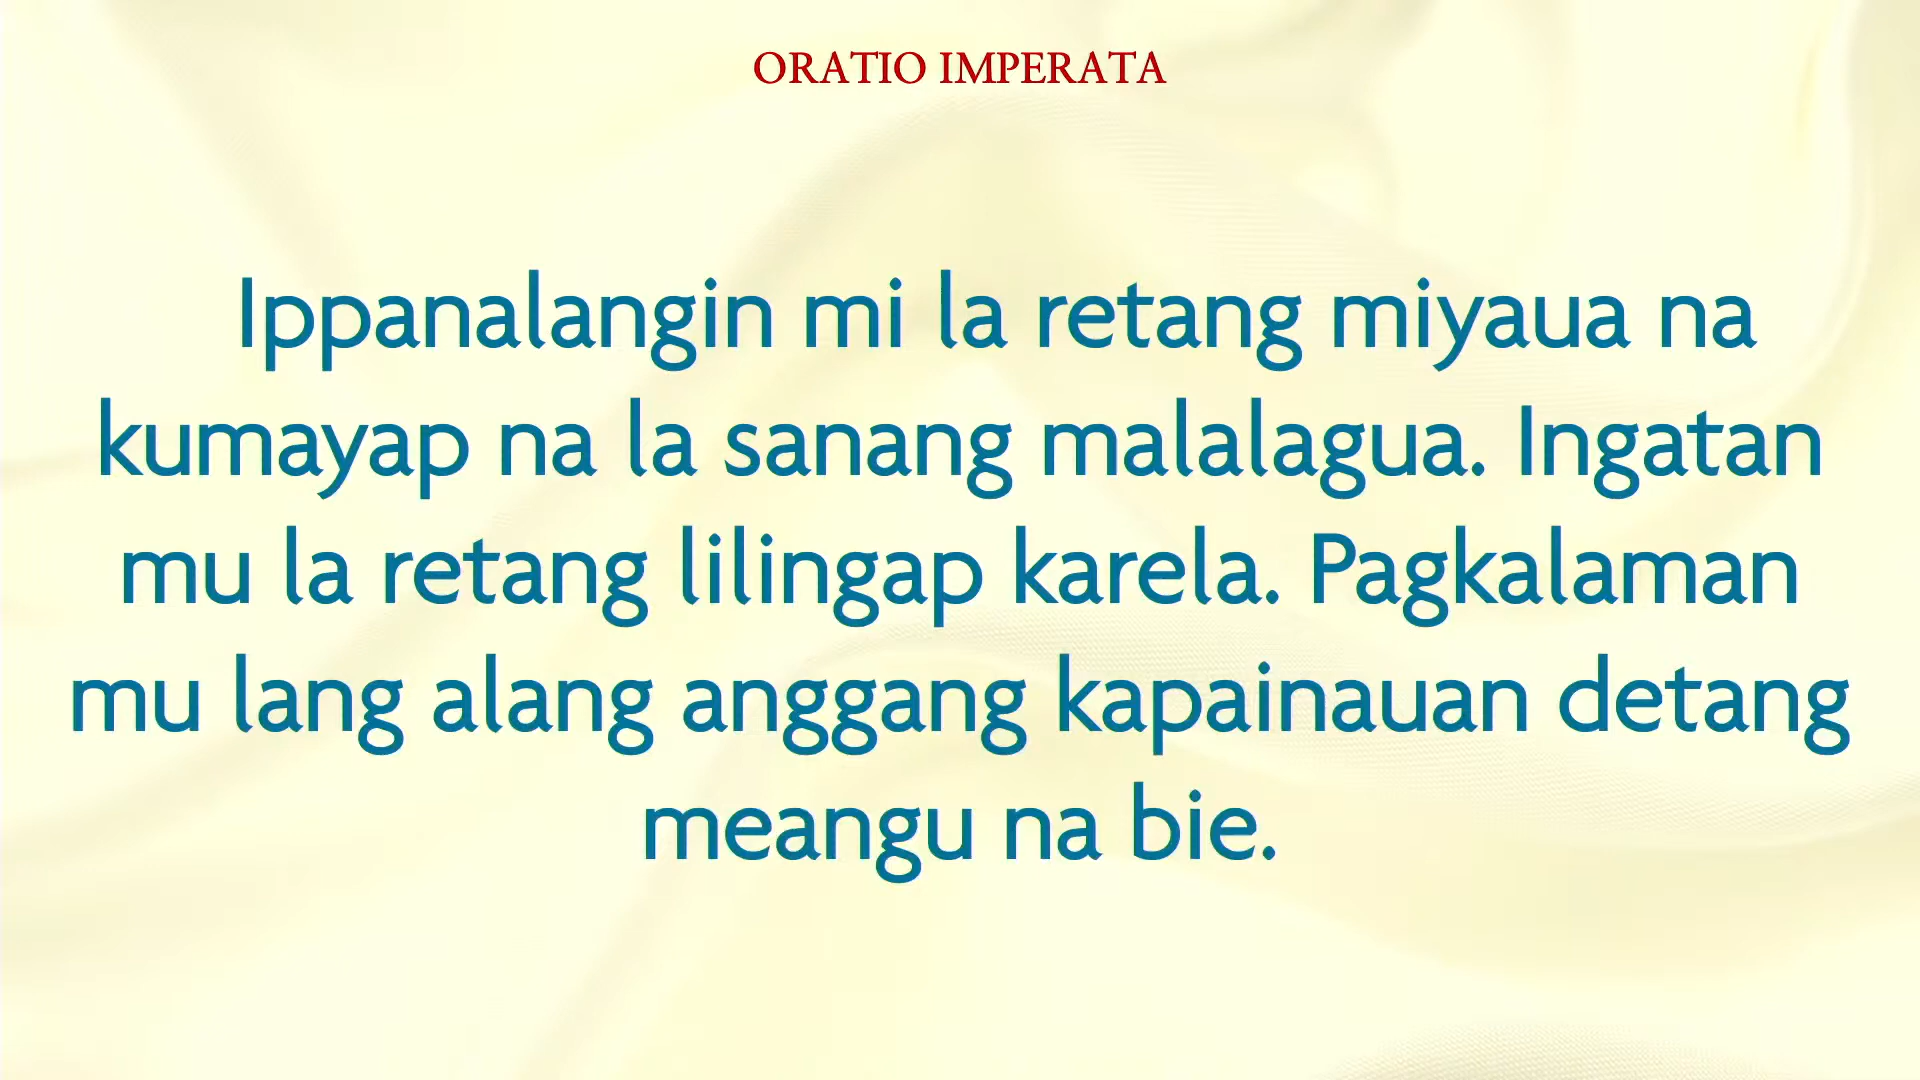 ORATIO IMPERATA
Ippanalangin mi la retang miyaua na
kumayap na la sanang malalagua. Ingatan
mu la retang lilingap karela. Pagkalaman
mu lang alang anggang kapainauan detang
meangu na bie.